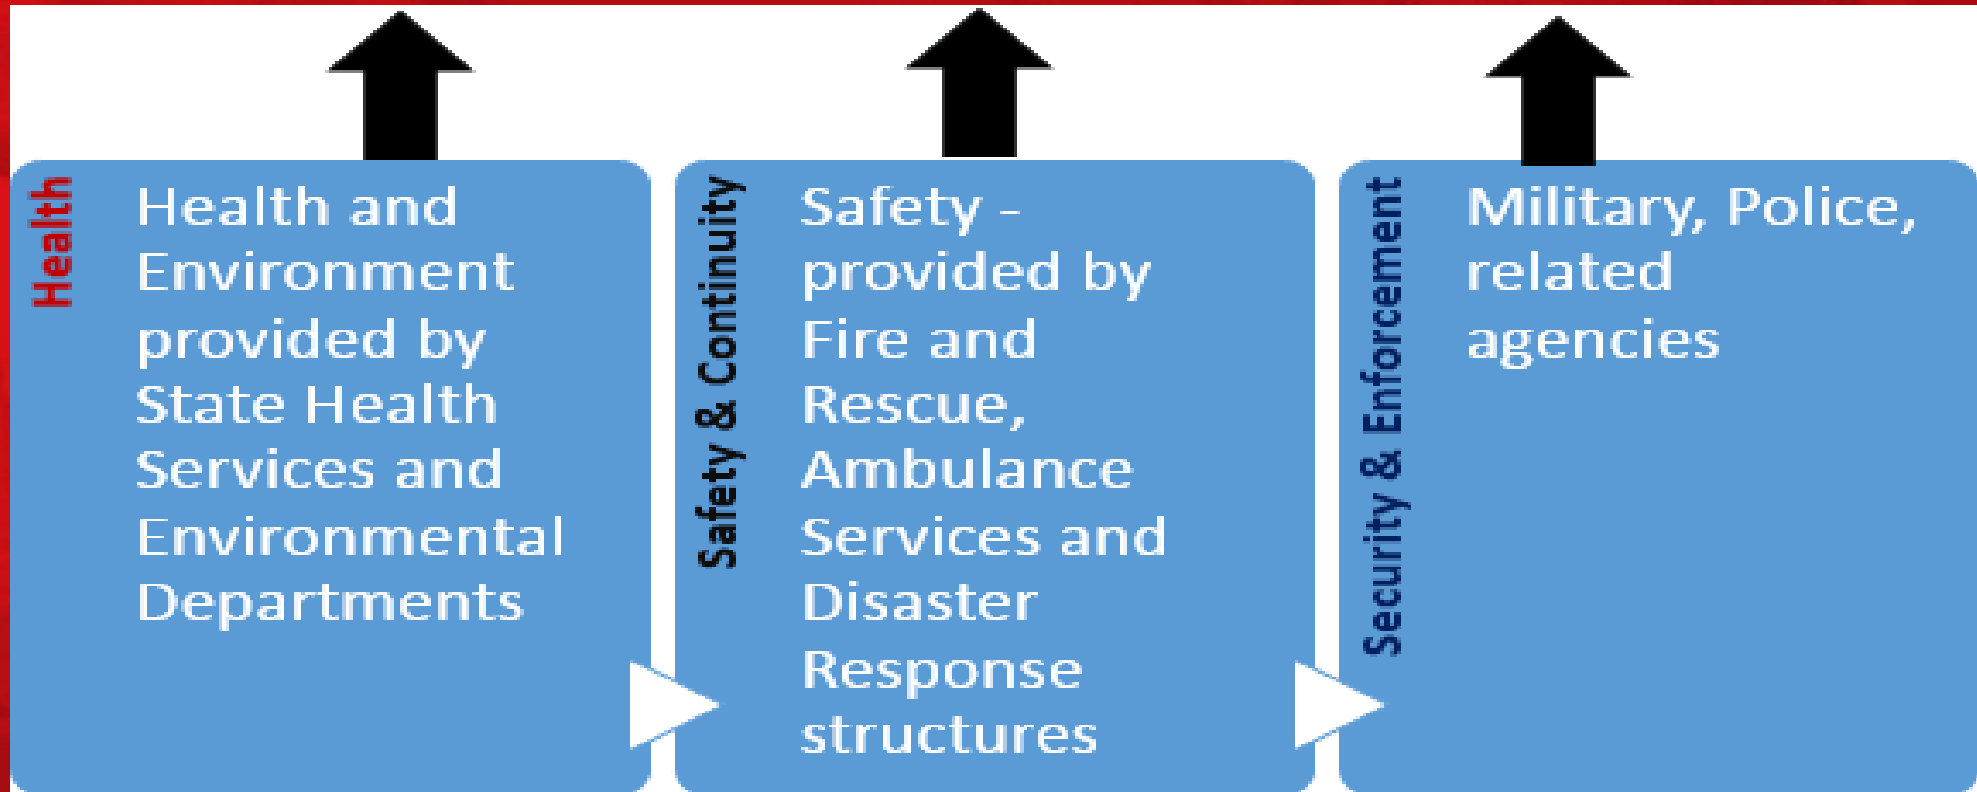 Health
Health and
Environment
provided by
State Health
Services and
Environmental
Departments
Safety & Continuity
Safety -
provided by
Fire and
Rescue,
Ambulance
Services and
Disaster
Response
structures
Security & Enforcement
Military, Police,
related
agencies